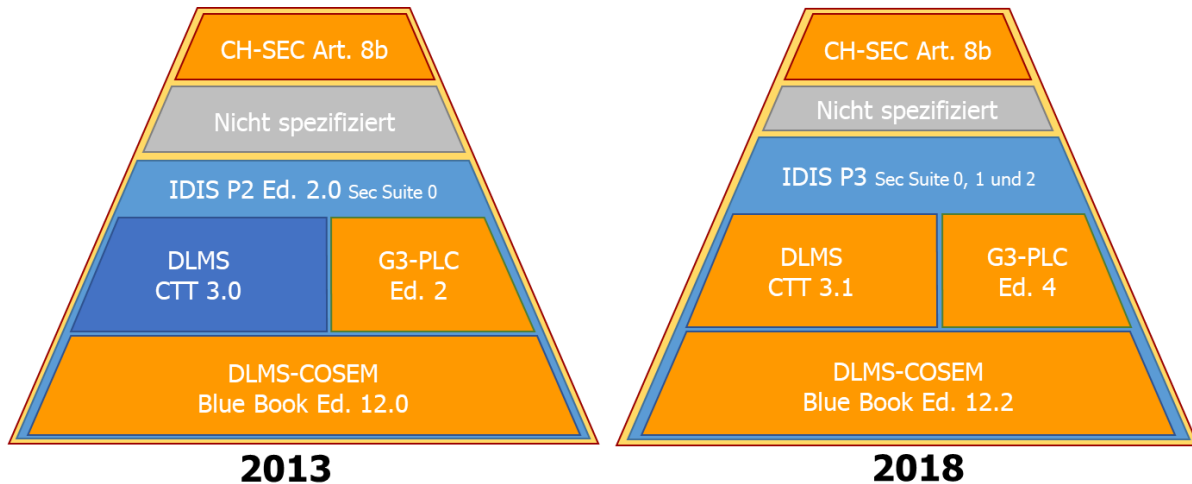 CH-SEC Art. 8b
Nicht spezifiziert
IDIS P2 Ed. 2.0 Sec Suite 0
DLMS
CTT 3.0
G3-PLC
Ed. 2
DLMS-COSEM
Blue Book Ed. 12.0
2013
CH-SEC Art. 8b
Nicht spezifiziert
IDIS P3 Sec Suite 0, 1 und 2
DLMS
CTT 3.1
G3-PLC
Ed. 4
DLMS-COSEM
Blue Book Ed. 12.2
2018